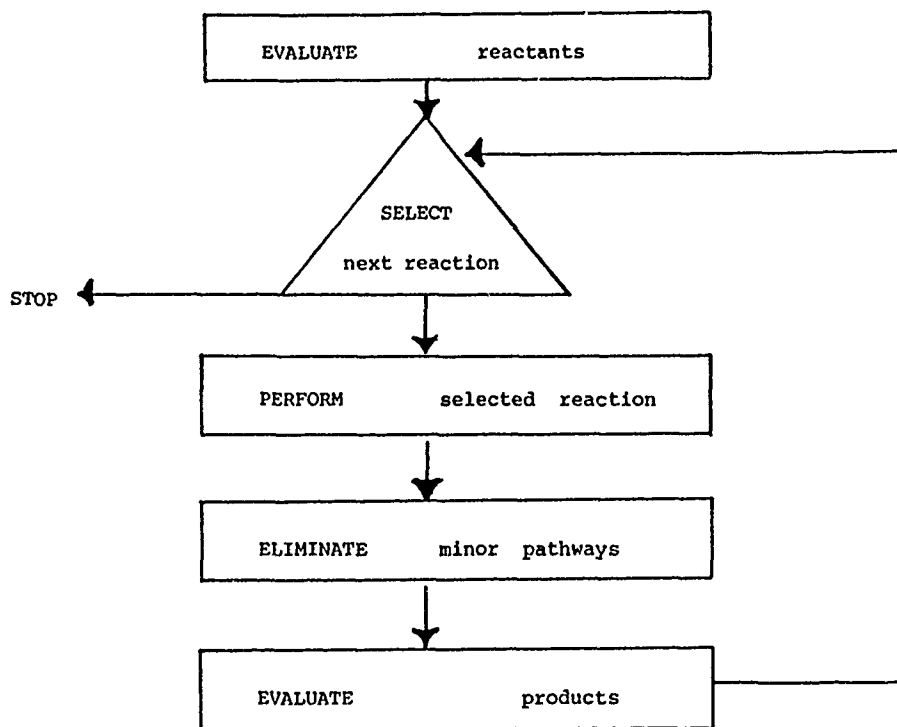 EVALUATE reactants
SELECT
next reaction
STOP
PERFORM selected reaction
ELIMINATE minor pathways
EVALUATE products